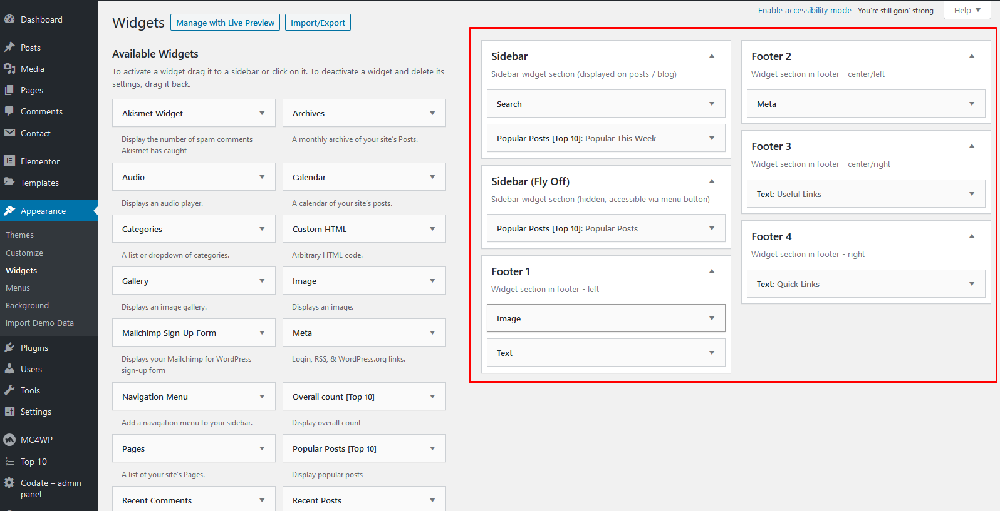 Dashboard
Posts
Media
Pages
Comments
Contact
Elementor
Templates
Appearance
Themes
Customize
Widgets
Menus
Background
Import Demo Data
Plugins
Users
Tools
Settings
MC4WP
Top 10
Codate – admin
panel
Enable accessibility mode You're still goin' strong Help
Widgets Manage with Live Preview Import/Export
Available Widgets
To activate a widget drag it to a sidebar or click on it. To deactivate a widget and delete its
settings, drag it back.
Akismet Widget
Display the number of spam comments
Akismet has caught
Archives
A monthly archive of your site's Posts.
Audio
Displays an audio player.
Calendar
A calendar of your site's posts.
Categories
A list or dropdown of categories.
Custom HTML
Arbitrary HTML code.
Gallery
Displays an image gallery.
Image
Displays an image.
Mailchimp Sign-Up Form
Displays your Mailchimp for WordPress
sign-up form
Meta
Login, RSS, & WordPress.org links.
Navigation Menu
Add a navigation menu to your sidebar.
Overall count [Top 10]
Display overall count
Pages
A list of your site's Pages.
Popular Posts [Top 10]
Display popular posts
Recent Comments
Recent Posts
Sidebar
Sidebar widget section (displayed on posts / blog)
Search
Popular Posts [Top 10]: Popular This Week
Sidebar (Fly Off)
Sidebar widget section (hidden, accessible via menu button)
Popular Posts [Top 10]: Popular Posts
Footer 1
Widget section in footer - left
Image
Text
Footer 2
Widget section in footer - center/left
Meta
Footer 3
Widget section in footer - center/right
Text: Useful Links
Footer 4
Widget section in footer - right
Text: Quick Links